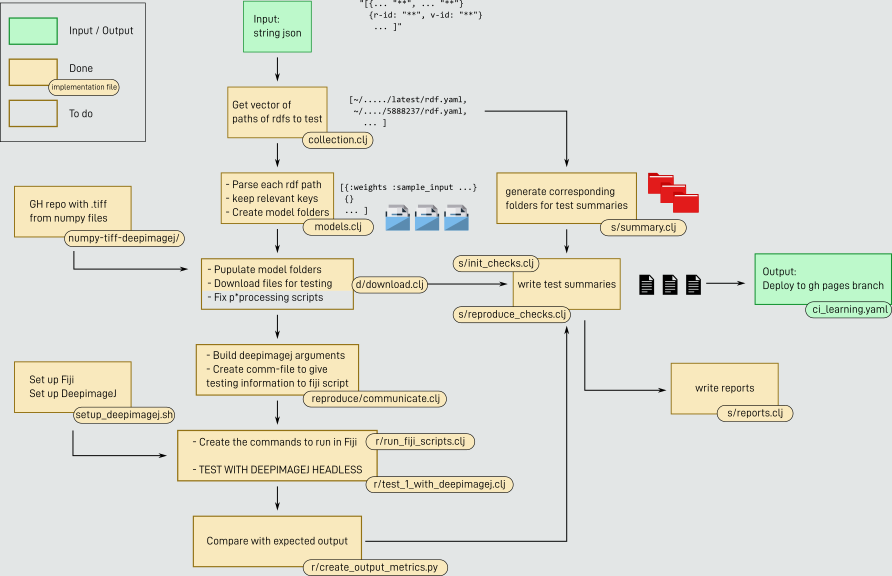 "[{... "**", ... "**"}
{r-id: "**", v-id: "**"}
... ]"
Input:
string json
Input / Output
Done
implementation file
To do
Get vector of
paths of rdfs to test
collection.clj
[~/...../latest/rdf.yaml,
~/..../5888237/rdf.yaml,
... ]
- Parse each rdf path
- keep relevant keys
- Create model folders
models.clj
[{:weights :sample_input ...}
{}
... ]
generate corresponding
folders for test summaries
s/summary.clj
GH repo with .tiff
from numpy files
numpy-tiff-deepimagej/
- Pupulate model folders
- Download files for testing
- Fix p*processing scripts
d/download.clj
s/init_checks.clj
write test summaries
s/reproduce_checks.clj
Output:
Deploy to gh pages branch
ci_learning.yaml
- Build deepimagej arguments
- Create comm-file to give
testing information to fiji script
reproduce/communicate.clj
Set up Fiji
Set up DeepimageJ
setup_deepimagej.sh
write reports
s/reports.clj
- Create the commands to run in Fiji
r/run_fiji_scripts.clj
- TEST WITH DEEPIMAGEJ HEADLESS
r/test_1_with_deepimagej.clj
Compare with expected output
r/create_output_metrics.py